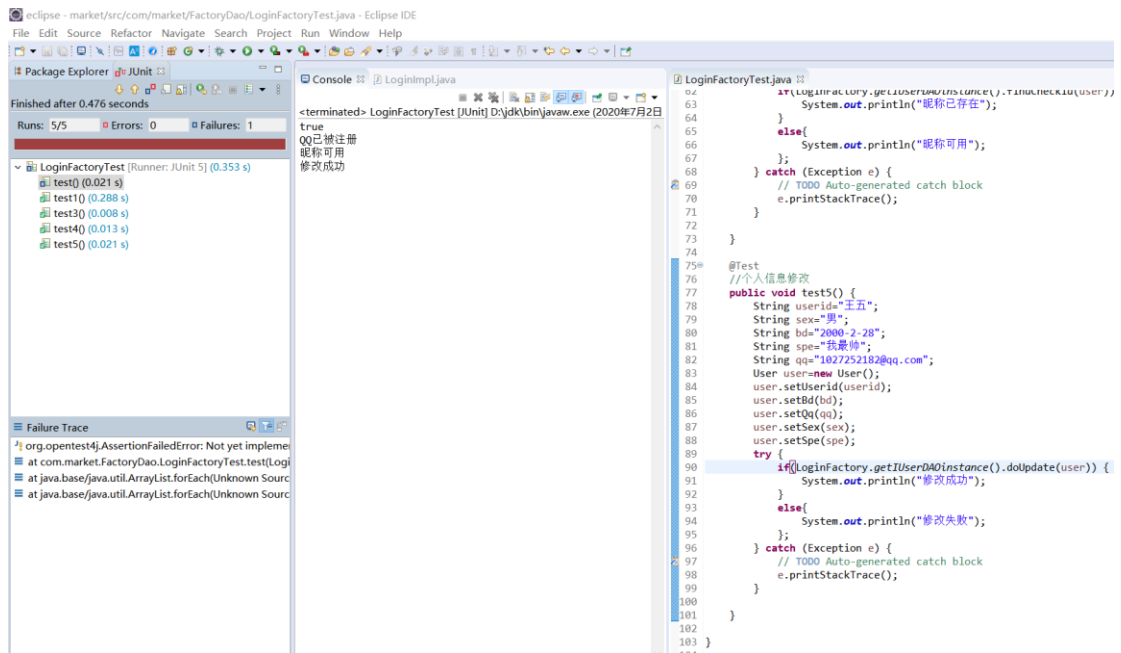 eclipse - market/src/com/market/FactoryDao/LoginFactoryTest.java - Eclipse IDE
File Edit Source Refactor Navigate Search Project Run Window Help
Package Explorer JUnit
Finished after 0.476 seconds
Runs: 5/5 Errors: 0 Failures: 1
LoginFactoryTest [Runner: JUnit 5] (0.353 s)
test() (0.021 s)
test1() (0.288 s)
test3() (0.008 s)
test4() (0.013 s)
test5() (0.021 s)
Failure Trace
org.opentest4j.AssertionFailedError: Not yet impleme
at com.market.FactoryDao.LoginFactoryTest.test(Logi
at java.base/java.util.ArrayList.forEach(Unknown Sourc
at java.base/java.util.ArrayList.forEach(Unknown Sourc
Console LoginImpl.java
<terminated> LoginFactoryTest [JUnit] D:\jdk\bin\javaw.exe (2020年7月2日
true
QQ已被注册
昵称可用
修改成功
LoginFactoryTest.java
62 if(LoginFactory.getIUserDAOinstance().findCheckId(user))
63 System.out.println("昵称已存在");
64 }
65 else{
66 System.out.println("昵称可用");
67 };
68 } catch (Exception e) {
69 // TODO Auto-generated catch block
70 e.printStackTrace();
71 }
72
73 }
74
75 @Test
76 //个人信息修改
77 public void test5() {
78 String userid="王五";
79 String sex="男";
80 String bd="2000-2-28";
81 String spe="我最帅";
82 String qq="1027252182@qq.com";
83 User user=new User();
84 user.setUserid(userid);
85 user.setBd(bd);
86 user.setQq(qq);
87 user.setSex(sex);
88 user.setSpe(spe);
89 try {
90 if(LoginFactory.getIUserDAOinstance().doUpdate(user)) {
91 System.out.println("修改成功");
92 }
93 else{
94 System.out.println("修改失败");
95 };
96 } catch (Exception e) {
97 // TODO Auto-generated catch block
98 e.printStackTrace();
99 }
100
101 }
102
103 }